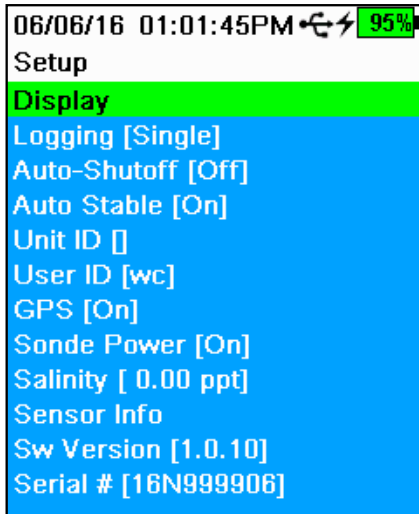 06/06/16 01:01:45PM 95%
Setup
Display
Logging [Single]
Auto-Shutoff [Off]
Auto Stable [On]
Unit ID []
User ID [wc]
GPS [On]
Sonde Power [On]
Salinity [ 0.00 ppt]
Sensor Info
Sw Version [1.0.10]
Serial # [16N999906]